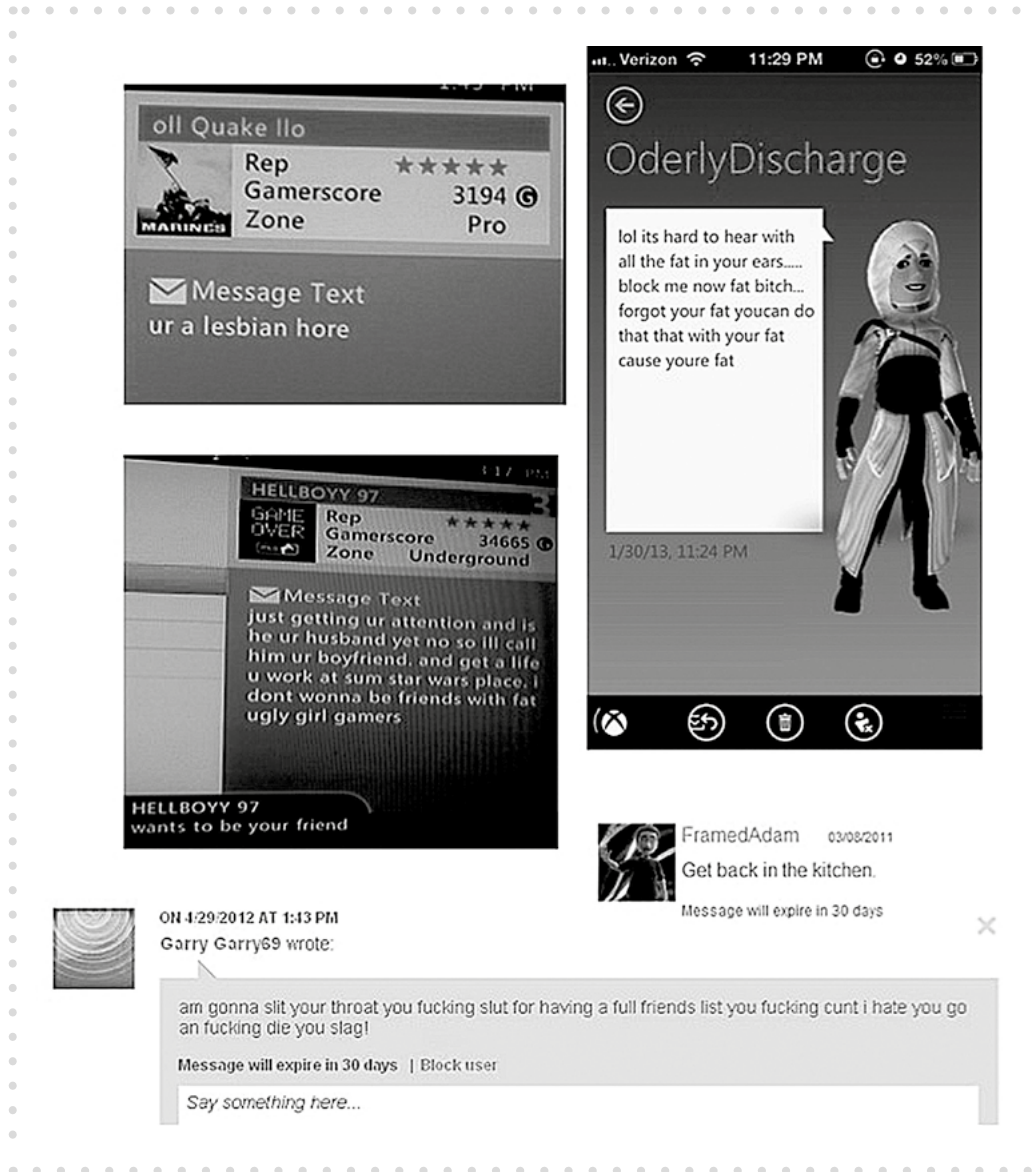 1:43 PM
oll Quake llo
MARINES
Rep ★★★★★
Gamerscore 3194 G
Zone Pro
Message Text
ur a lesbian hore
Verizon 11:29 PM 52%
OderlyDischarge
lol its hard to hear with
all the fat in your ears.....
block me now fat bitch...
forgot your fat youcan do
that that with your fat
cause youre fat
1/30/13, 11:24 PM
3:17 PM
HELLBOYY 97
GAME
OVER
Rep ★★★★★
Gamerscore 34665 G
Zone Underground
Message Text
just getting ur attention and is
he ur husband yet no so ill call
him ur boyfriend. and get a life
u work at sum star wars place. i
dont wonna be friends with fat
ugly girl gamers
HELLBOYY 97
wants to be your friend
FramedAdam 03/08/2011
Get back in the kitchen.
Message will expire in 30 days
ON 4/29/2012 AT 1:43 PM
Garry Garry69 wrote:
am gonna slit your throat you fucking slut for having a full friends list you fucking cunt i hate you go
an fucking die you slag!
Message will expire in 30 days | Block user
Say something here...